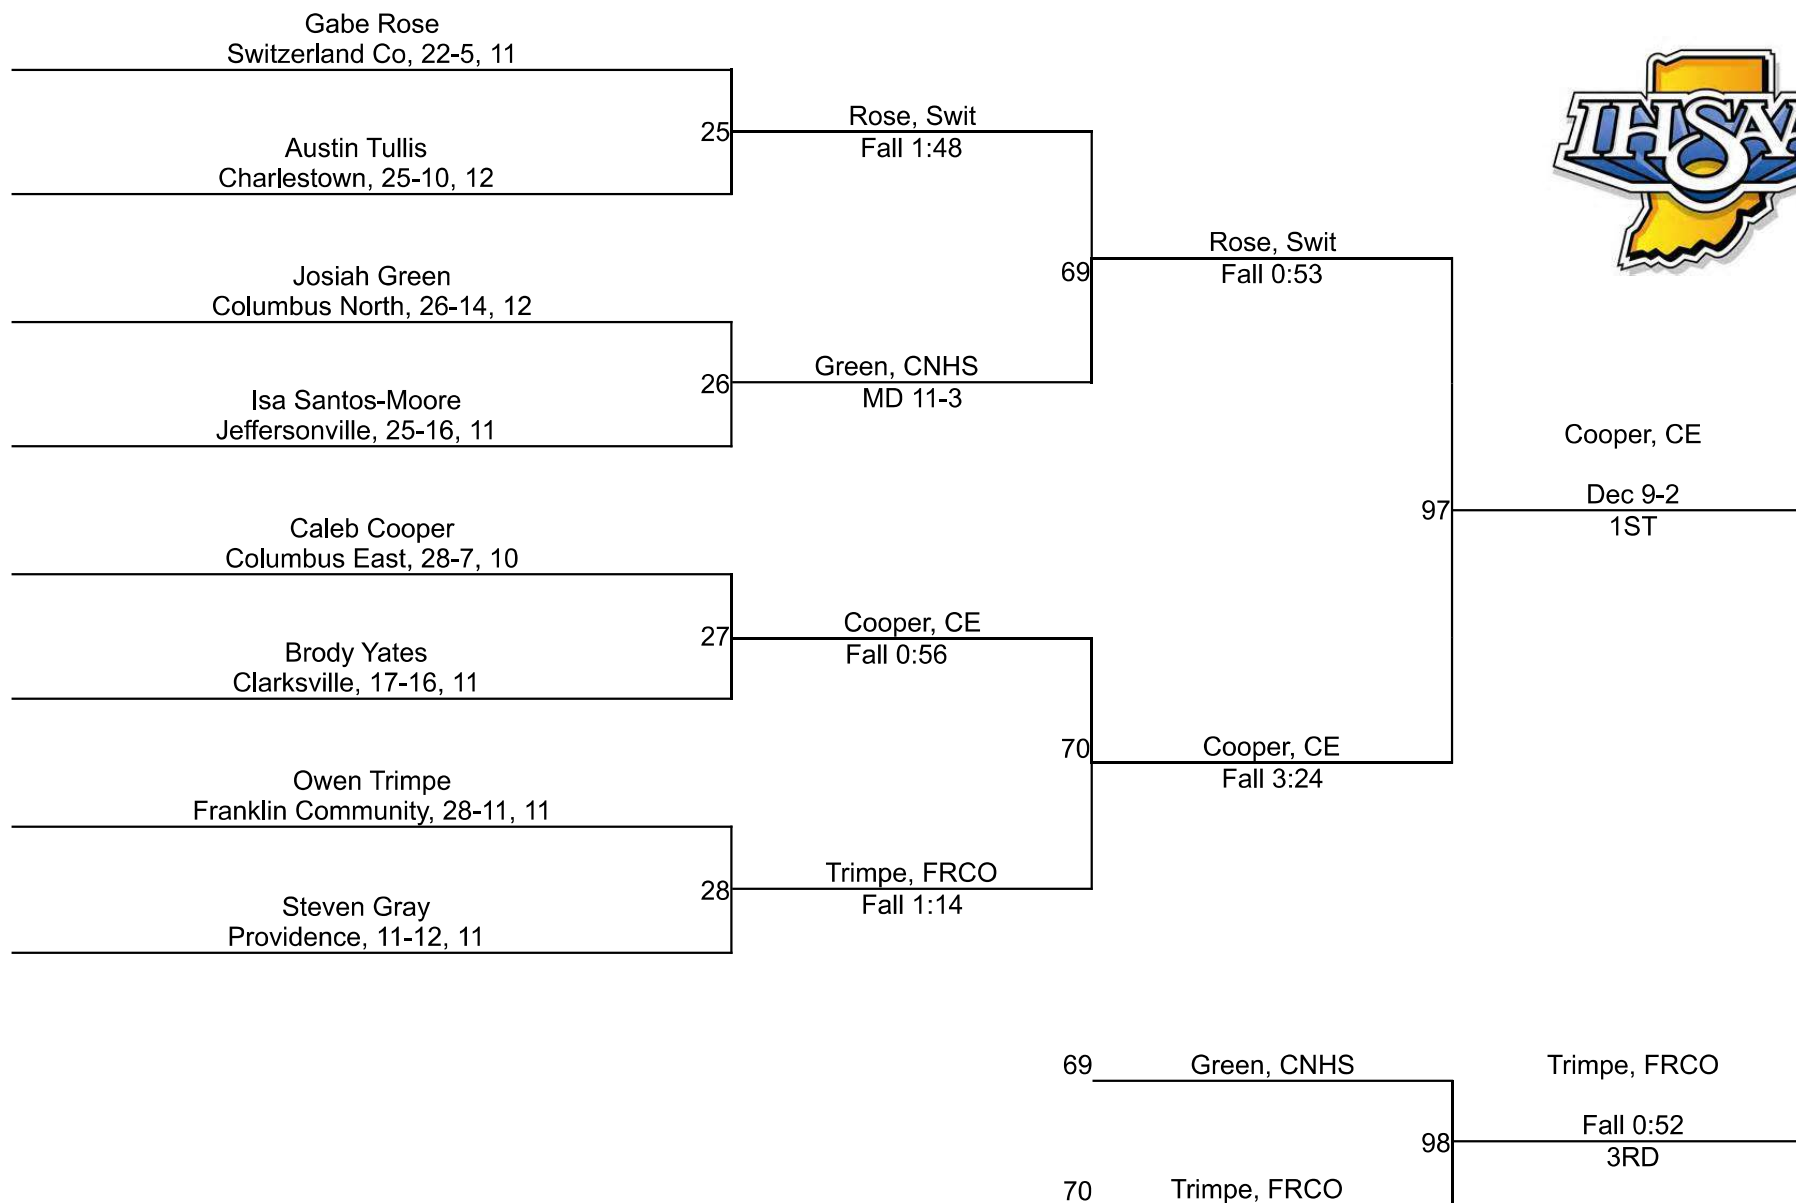 Gabe Rose
Switzerland Co, 22-5, 11
25
Rose, Swit
Fall 1:48
Austin Tullis
Charlestown, 25-10, 12
IHSAA
69
Rose, Swit
Fall 0:53
Josiah Green
Columbus North, 26-14, 12
26
Green, CNHS
MD 11-3
Isa Santos-Moore
Jeffersonville, 25-16, 11
97
Cooper, CE
Dec 9-2
1ST
Caleb Cooper
Columbus East, 28-7, 10
27
Cooper, CE
Fall 0:56
Brody Yates
Clarksville, 17-16, 11
70
Cooper, CE
Fall 3:24
Owen Trimpe
Franklin Community, 28-11, 11
28
Trimpe, FRCO
Fall 1:14
Steven Gray
Providence, 11-12, 11
69
Green, CNHS
98
Trimpe, FRCO
Fall 0:52
3RD
70
Trimpe, FRCO